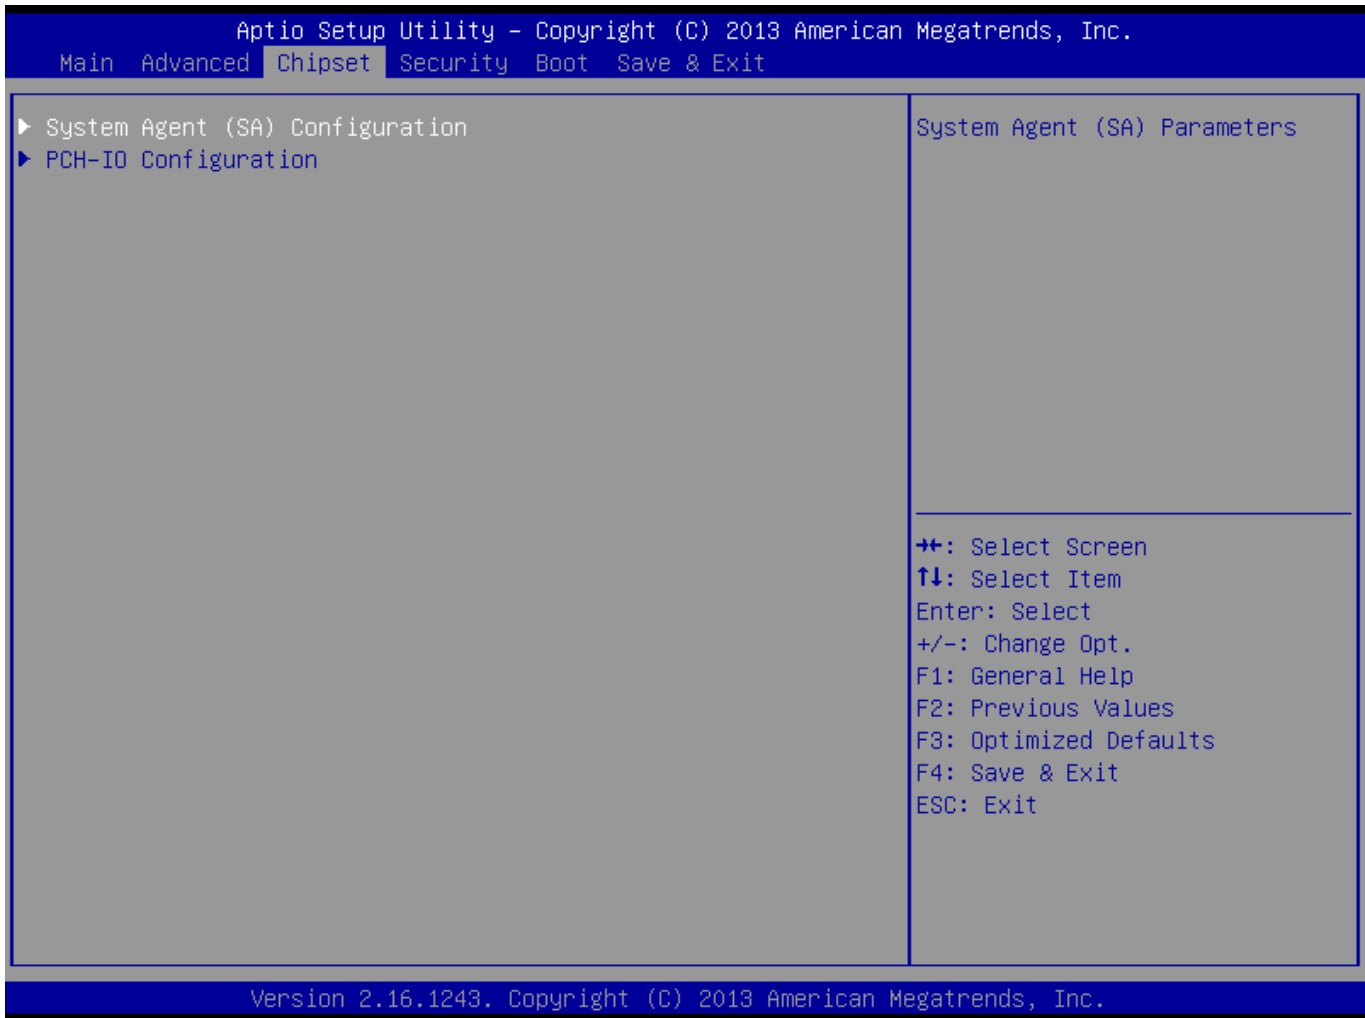 Aptio Setup Utility – Copyright (C) 2013 American Megatrends, Inc.
Main Advanced Chipset Security Boot Save & Exit
▶ System Agent (SA) Configuration
▶ PCH-IO Configuration
System Agent (SA) Parameters
→←: Select Screen
↑↓: Select Item
Enter: Select
+/-: Change Opt.
F1: General Help
F2: Previous Values
F3: Optimized Defaults
F4: Save & Exit
ESC: Exit
Version 2.16.1243. Copyright (C) 2013 American Megatrends, Inc.